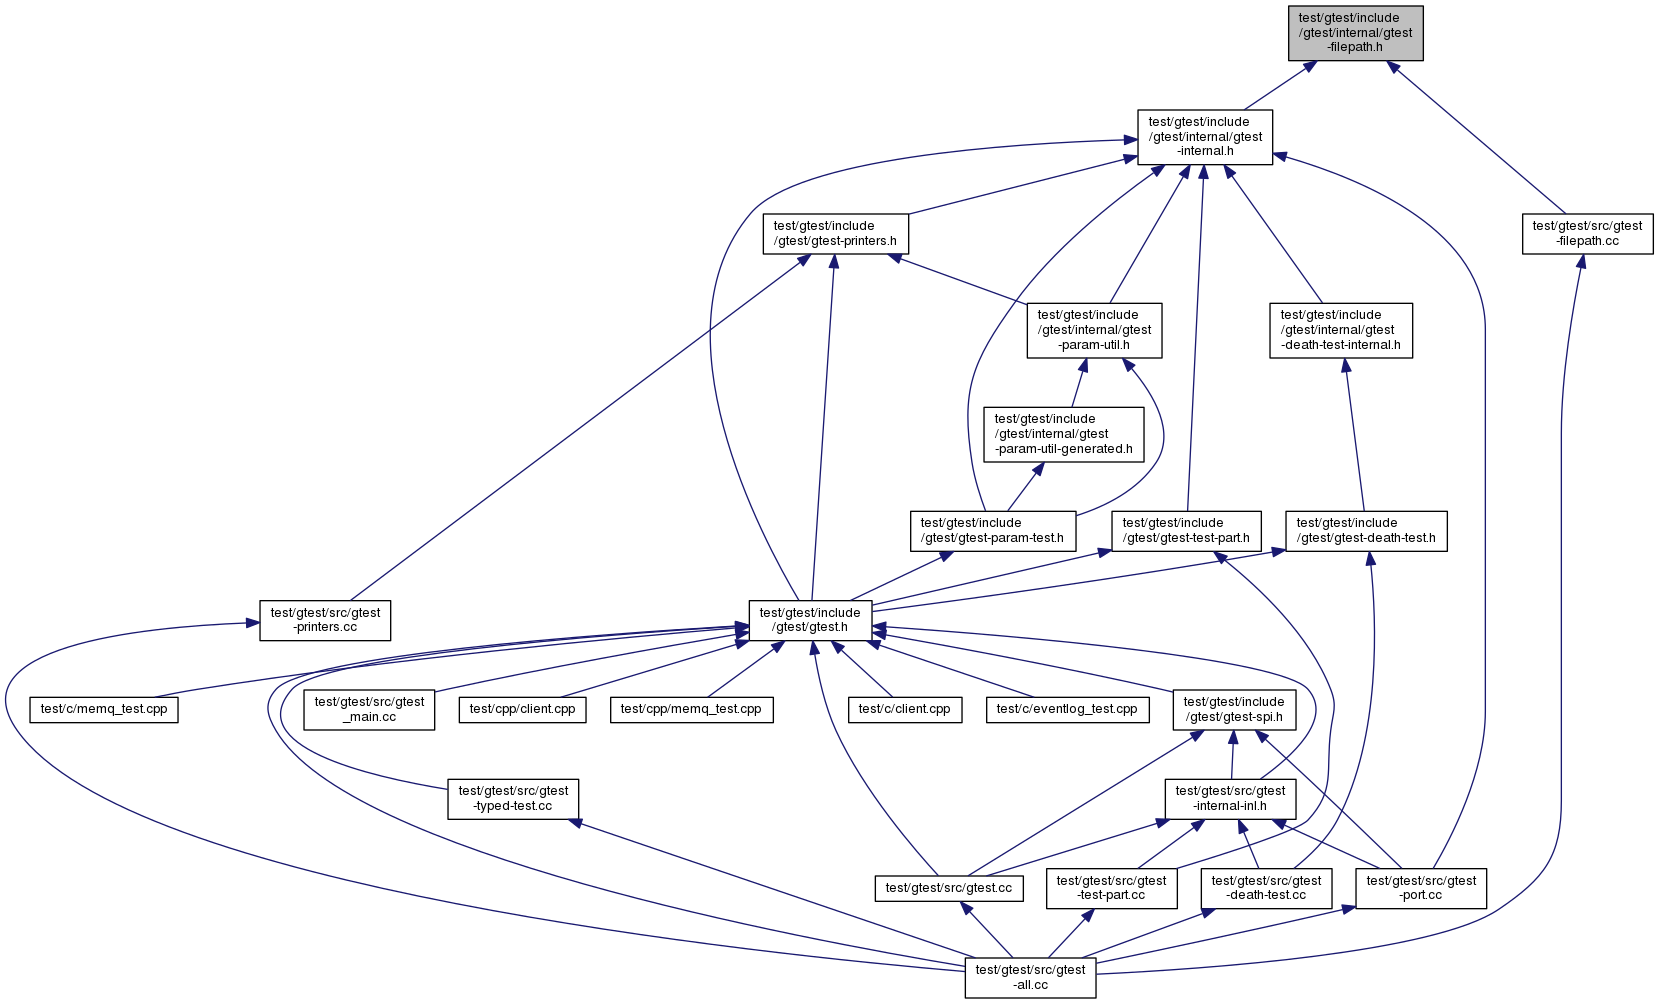 test/gtest/include
/gtest/internal/gtest
-filepath.h
test/gtest/include
/gtest/internal/gtest
-internal.h
test/gtest/include
/gtest/gtest-printers.h
test/gtest/src/gtest
-filepath.cc
test/gtest/include
/gtest/internal/gtest
-param-util.h
test/gtest/include
/gtest/internal/gtest
-death-test-internal.h
test/gtest/include
/gtest/internal/gtest
-param-util-generated.h
test/gtest/include
/gtest/gtest-param-test.h
test/gtest/include
/gtest/gtest-test-part.h
test/gtest/include
/gtest/gtest-death-test.h
test/gtest/src/gtest
-printers.cc
test/gtest/include
/gtest/gtest.h
test/c/memq_test.cpp
test/gtest/src/gtest
_main.cc
test/cpp/client.cpp
test/cpp/memq_test.cpp
test/c/client.cpp
test/c/eventlog_test.cpp
test/gtest/include
/gtest/gtest-spi.h
test/gtest/src/gtest
-typed-test.cc
test/gtest/src/gtest
-internal-inl.h
test/gtest/src/gtest.cc
test/gtest/src/gtest
-test-part.cc
test/gtest/src/gtest
-death-test.cc
test/gtest/src/gtest
-port.cc
test/gtest/src/gtest
-all.cc